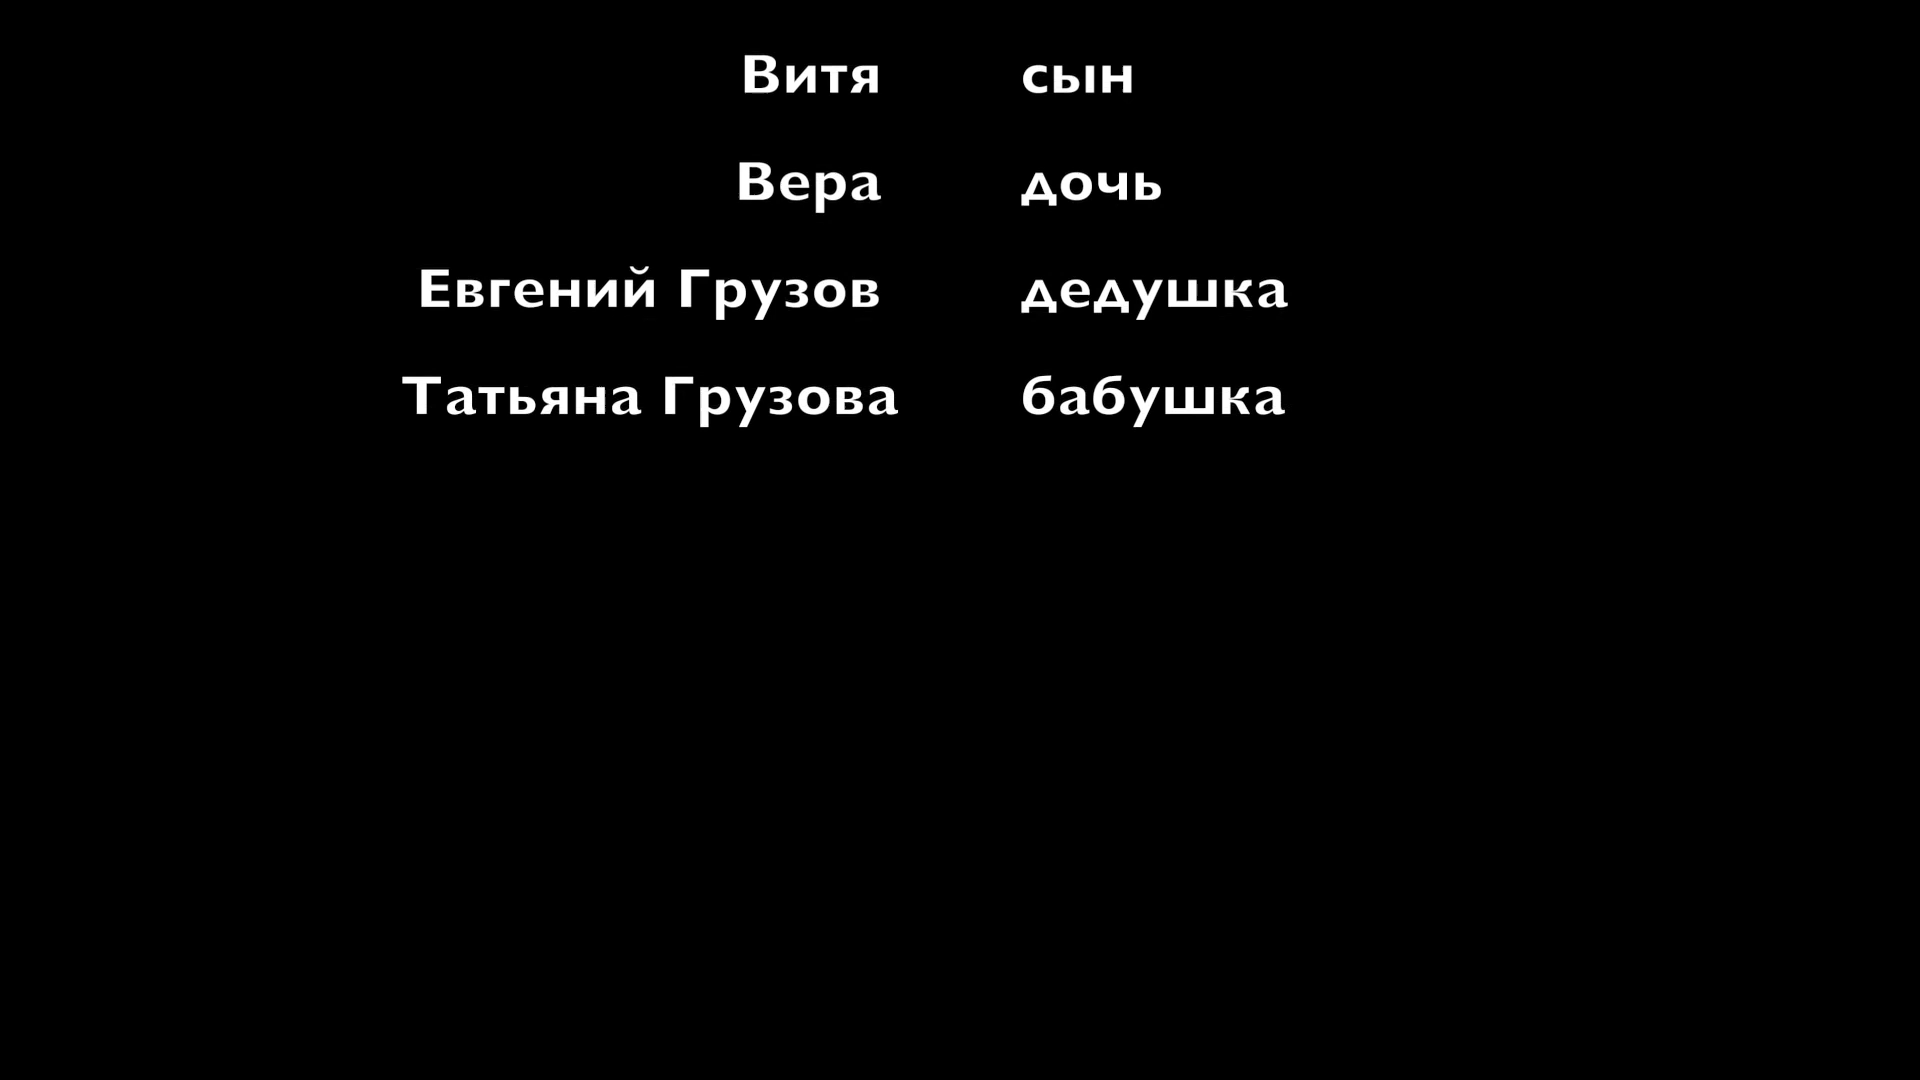 Витя сын
Вера дочь
Евгений Грузов дедушка
Татьяна Грузова бабушка